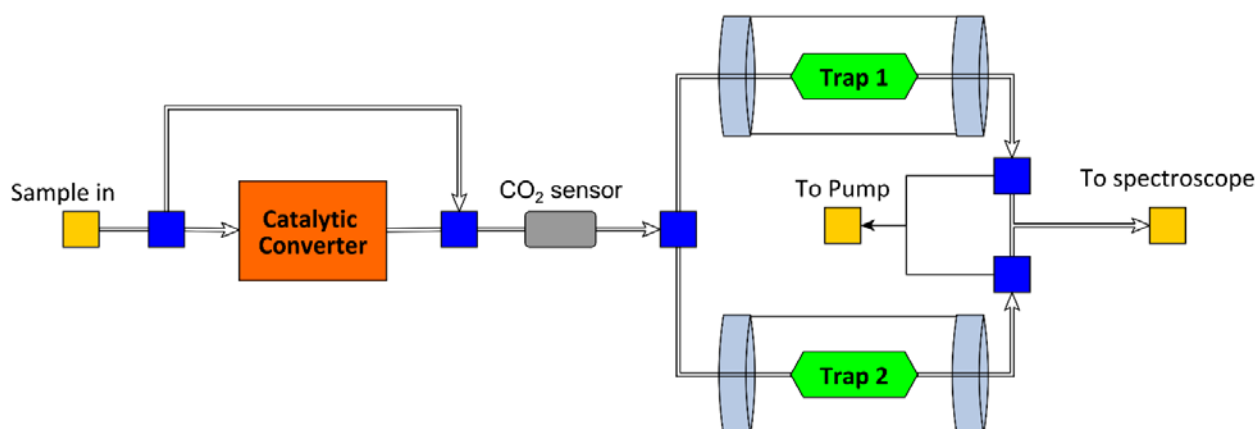 Sample in
Catalytic
Converter
CO₂ sensor
Trap 1
To Pump
To spectroscope
Trap 2